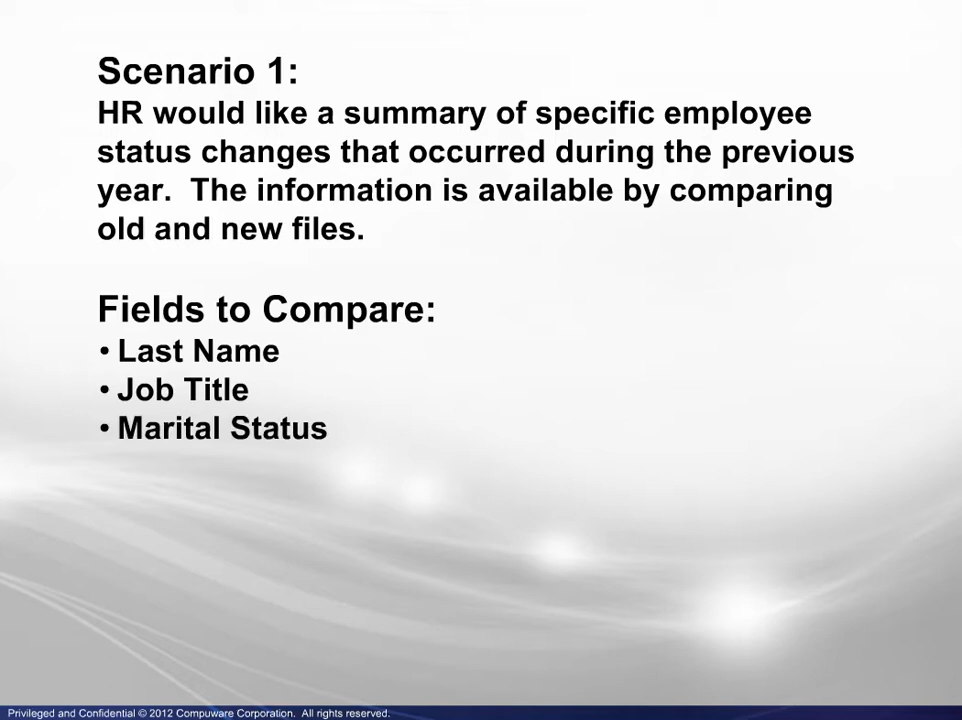 Scenario 1:
HR would like a summary of specific employee
status changes that occurred during the previous
year.  The information is available by comparing
old and new files.
Fields to Compare:
• Last Name
• Job Title
• Marital Status
Privileged and Confidential © 2012 Compuware Corporation.  All rights reserved.